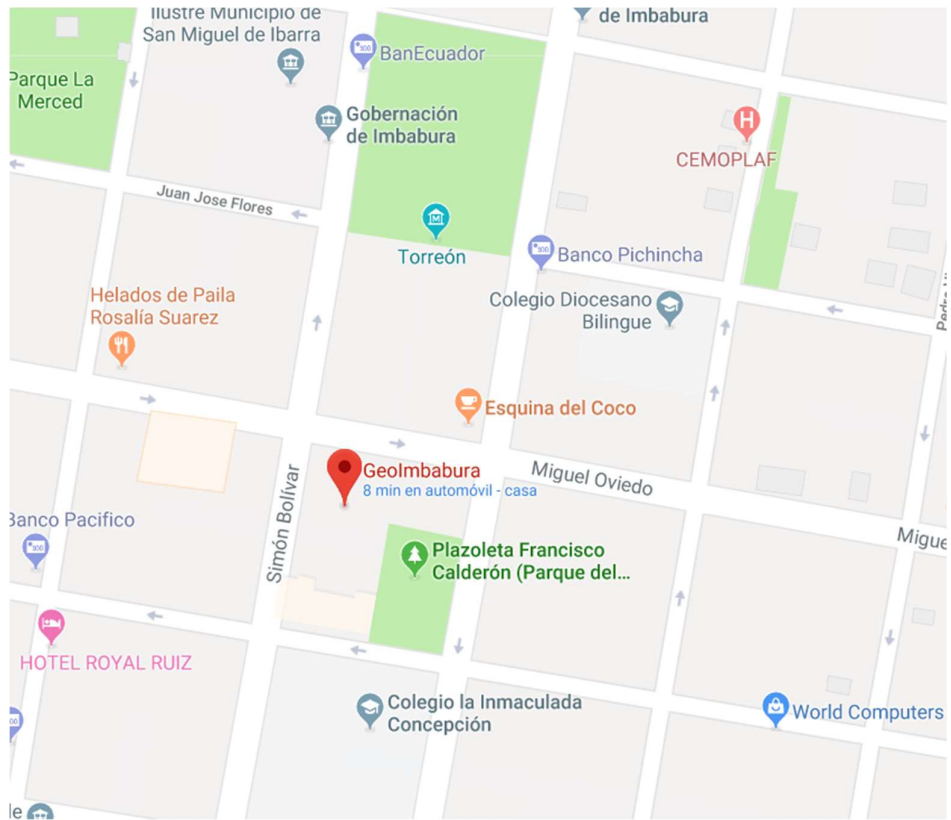 Ilustre Municipio de
San Miguel de Ibarra
de Imbabura
BanEcuador
Parque La
Merced
Gobernación
de Imbabura
H
CEMOPLAF
Juan Jose Flores
Torreón
Banco Pichincha
Helados de Paila
Rosalía Suarez
Colegio Diocesano
Bilingue
Esquina del Coco
GeoImbabura
8 min en automóvil - casa
Miguel Oviedo
Simón Bolívar
Banco Pacifico
Migue
Plazoleta Francisco
Calderón (Parque del...
HOTEL ROYAL RUIZ
Colegio la Inmaculada
Concepción
World Computers
le